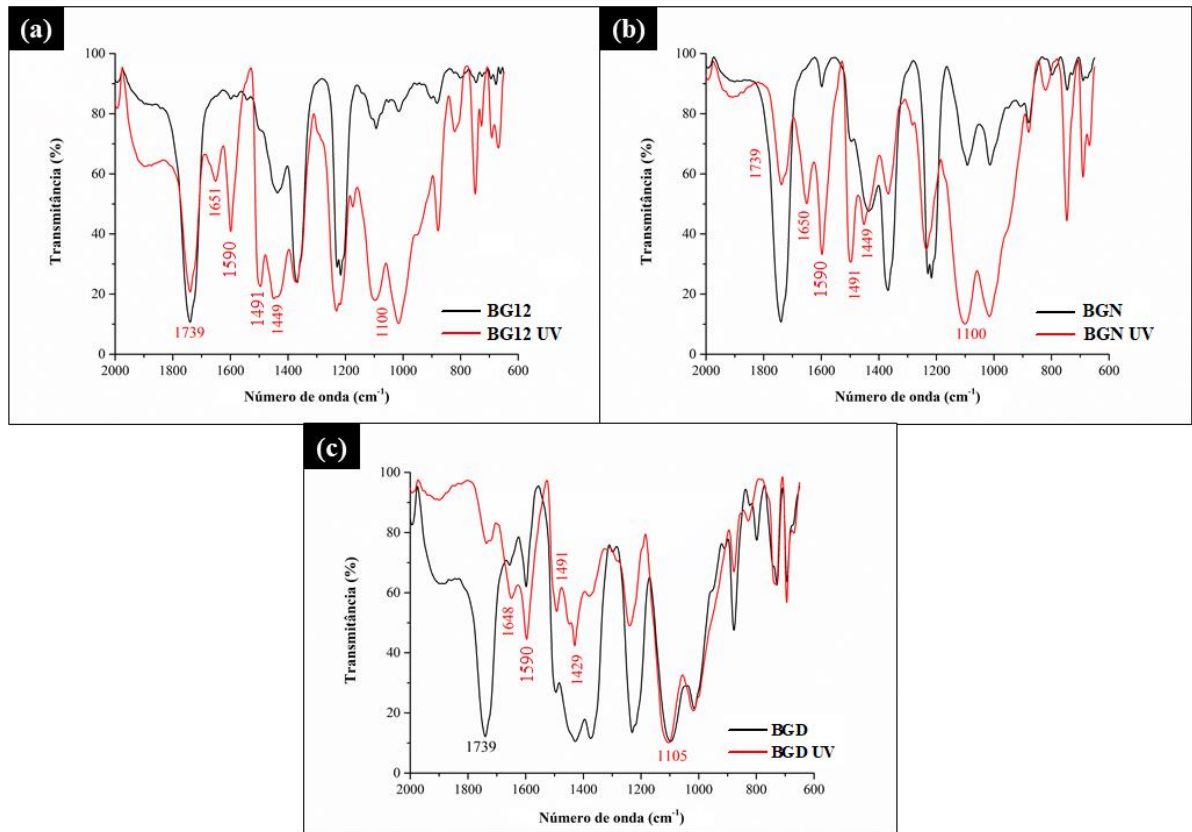 (a)
100
80
60
40
20
0
Transmitância (%)
1739
1651
1590
1491
1449
1100
BG12
BG12 UV
2000 1800 1600 1400 1200 1000 800 600
Número de onda (cm⁻¹)
(b)
100
80
60
40
20
0
Transmitância (%)
1739
1650
1590
1491
1449
1100
BGN
BGN UV
2000 1800 1600 1400 1200 1000 800 600
Número de onda (cm⁻¹)
(c)
100
80
60
40
20
0
Transmitância (%)
1739
1648
1590
1491
1429
1105
BGD
BGD UV
2000 1800 1600 1400 1200 1000 800 600
Número de onda (cm⁻¹)